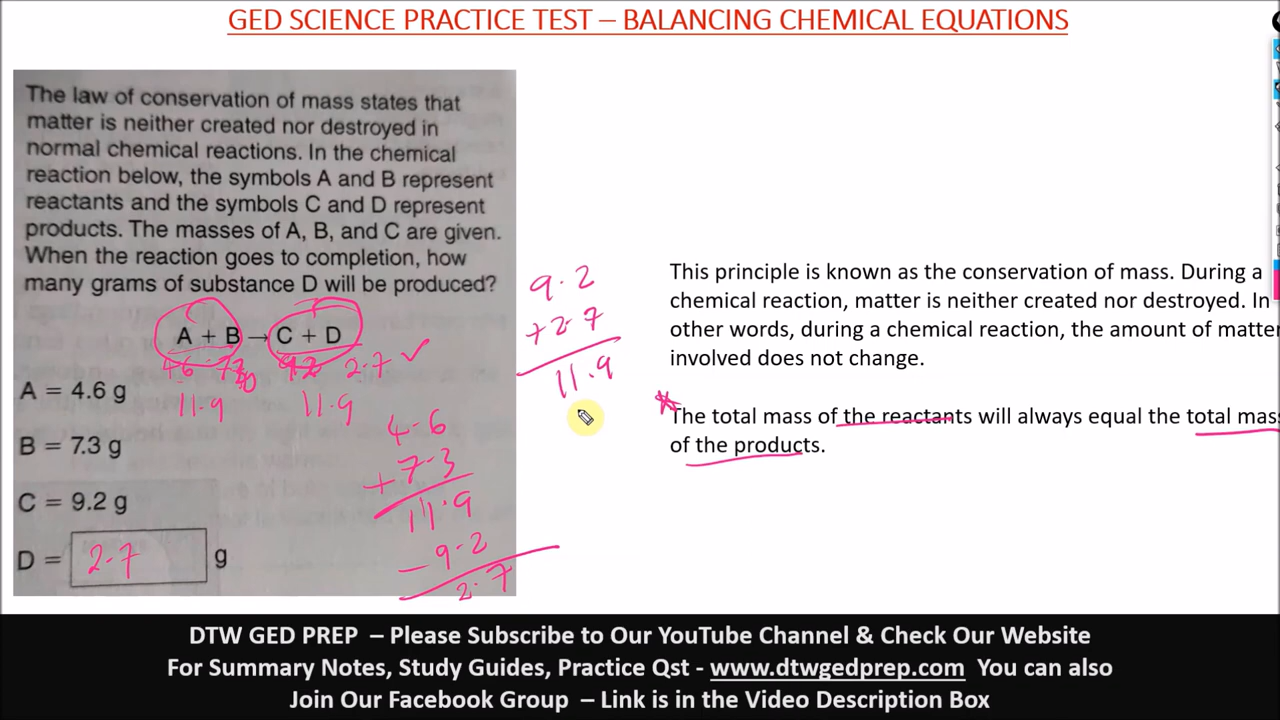 GED SCIENCE PRACTICE TEST – BALANCING CHEMICAL EQUATIONS
The law of conservation of mass states that
matter is neither created nor destroyed in
normal chemical reactions. In the chemical
reaction below, the symbols A and B represent
reactants and the symbols C and D represent
products. The masses of A, B, and C are given.
When the reaction goes to completion, how
many grams of substance D will be produced?
A + B → C + D
4.6 7.3 9.2 2.7 ✓
11.9 11.9
A = 4.6 g
B = 7.3 g
C = 9.2 g
D = 2.7 g
4.6
+ 7.3
11.9
– 9.2
2.7
9.2
+2.7
11.9
This principle is known as the conservation of mass. During a
chemical reaction, matter is neither created nor destroyed. In
other words, during a chemical reaction, the amount of matter
involved does not change.
*The total mass of the reactants will always equal the total mass
of the products.
DTW GED PREP – Please Subscribe to Our YouTube Channel & Check Our Website
For Summary Notes, Study Guides, Practice Qst - www.dtwgedprep.com You can also
Join Our Facebook Group – Link is in the Video Description Box